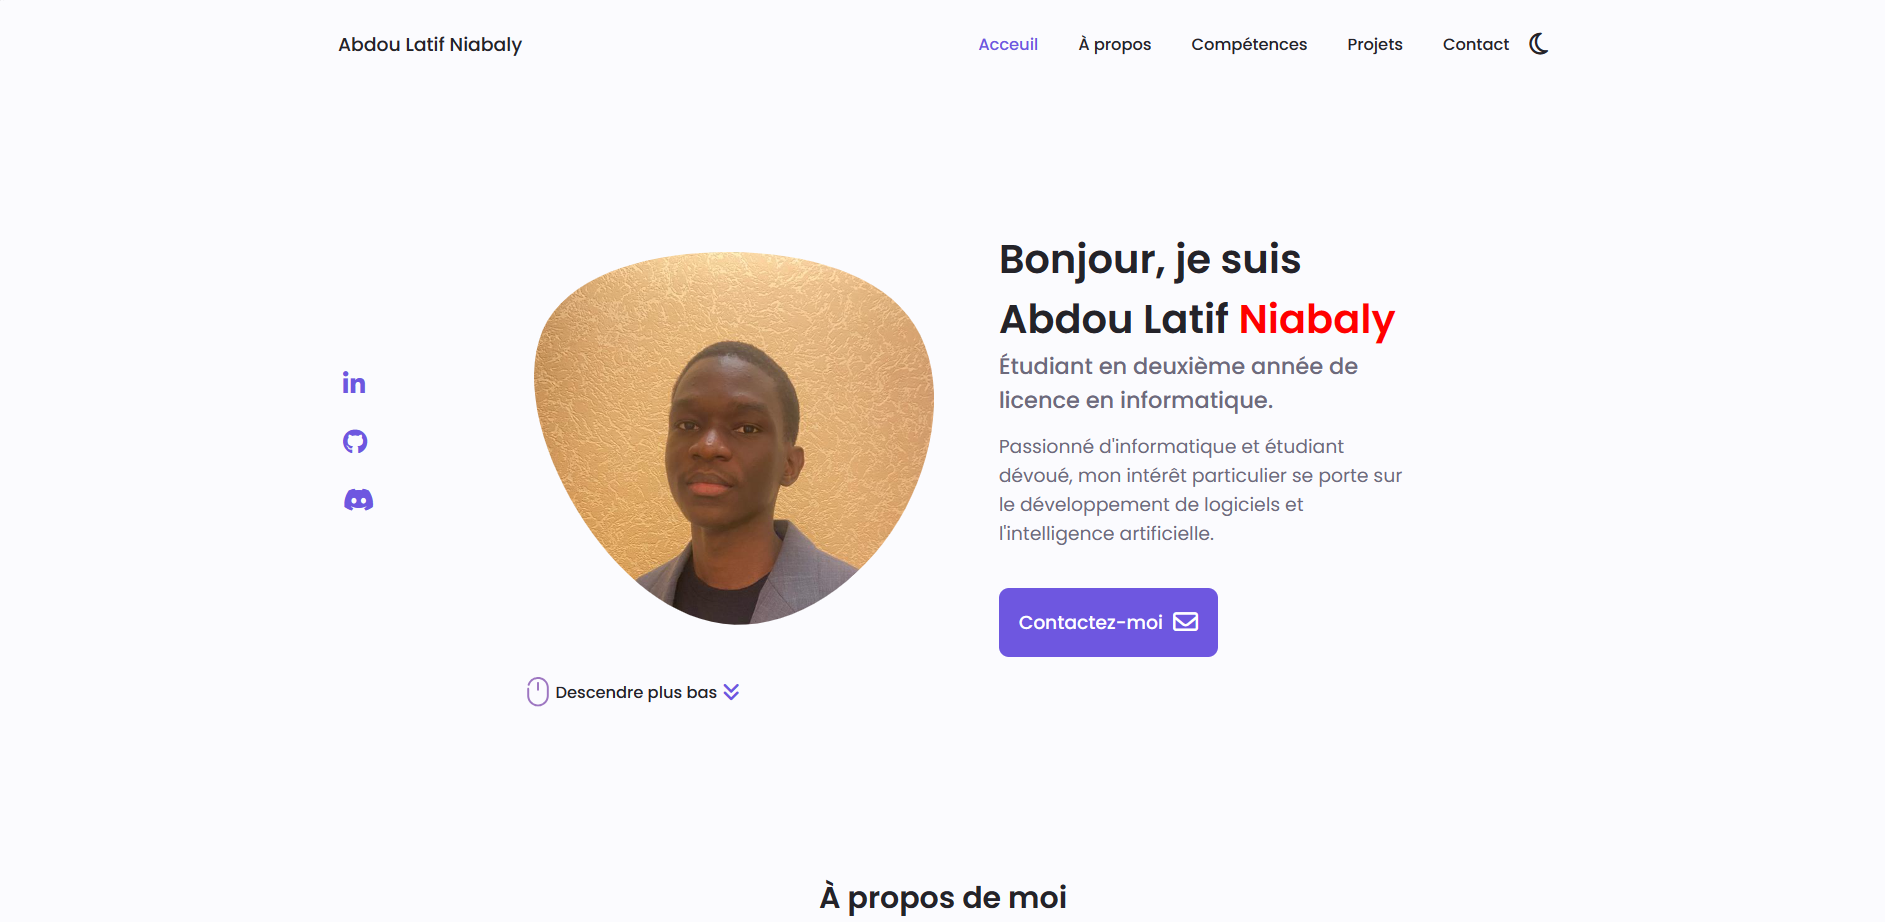 Abdou Latif Niabaly
Acceuil
À propos
Compétences
Projets
Contact
Bonjour, je suis
Abdou Latif Niabaly
Étudiant en deuxième année de
licence en informatique.
Passionné d'informatique et étudiant
dévoué, mon intérêt particulier se porte sur
le développement de logiciels et
l'intelligence artificielle.
Contactez-moi
in
Descendre plus bas
À propos de moi